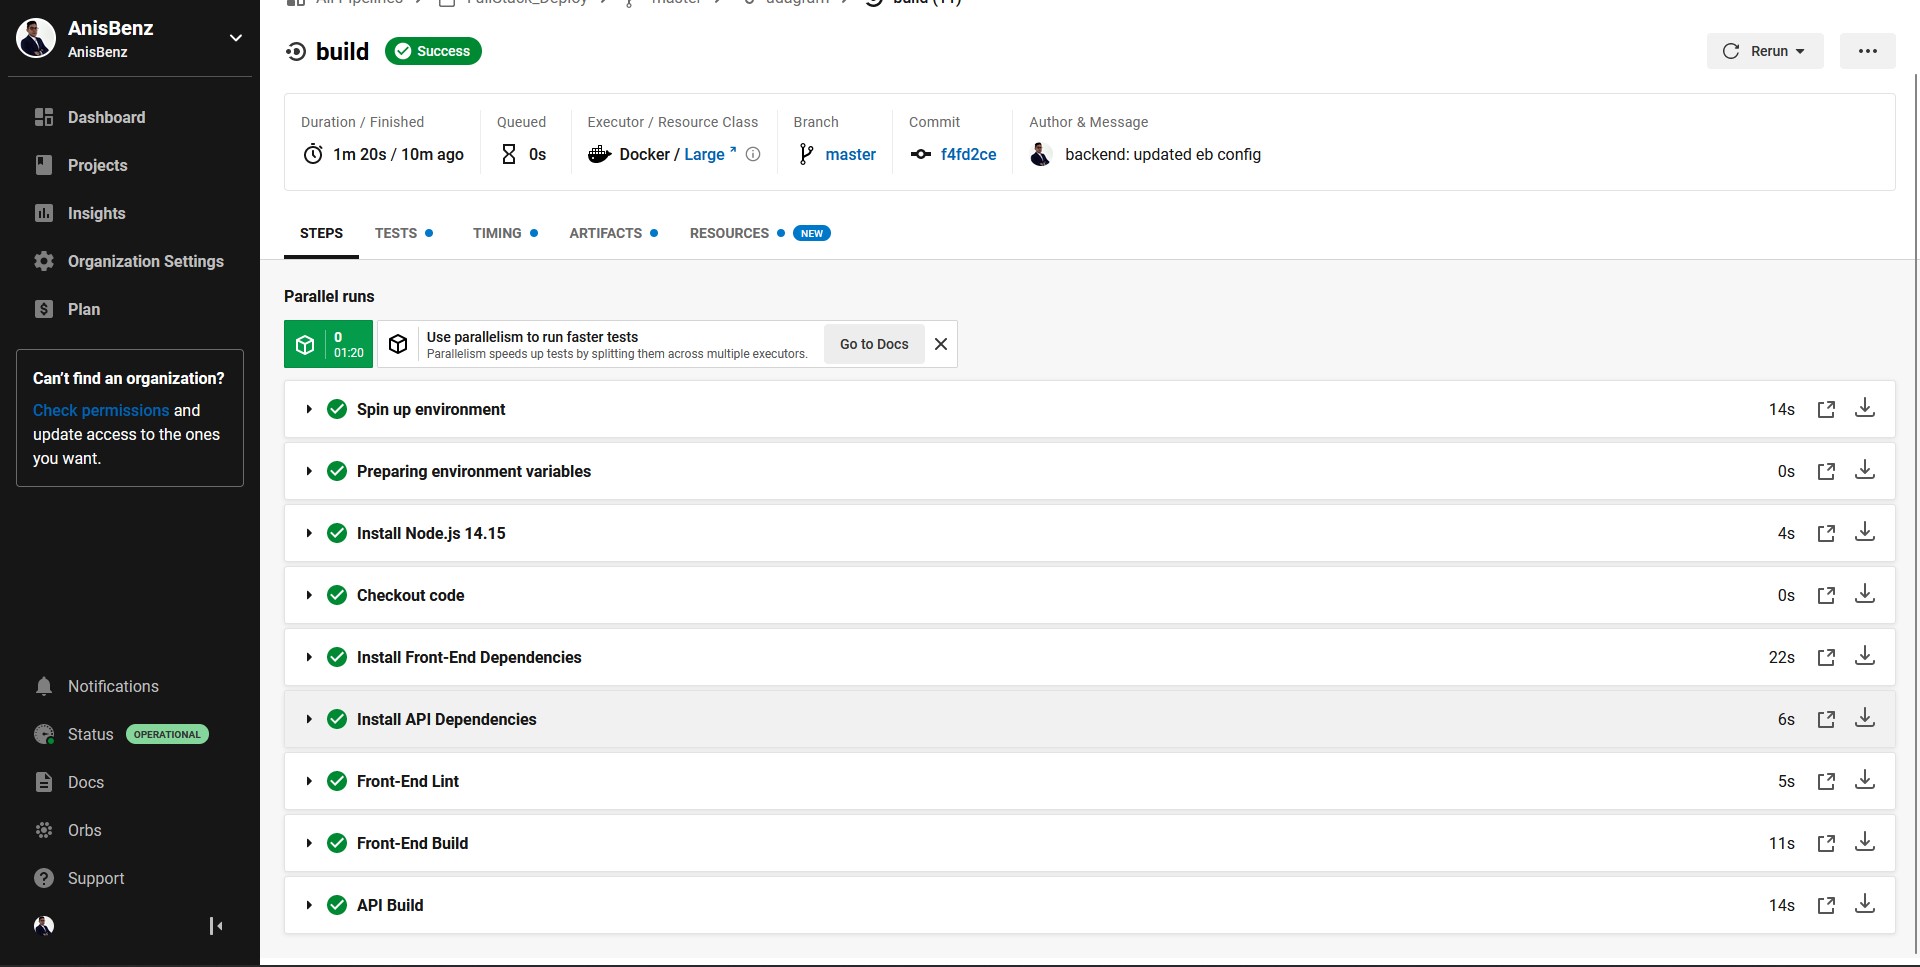 AnisBenz
AnisBenz
Dashboard
Projects
Insights
Organization Settings
Plan
Can't find an organization?
Check permissions and
update access to the ones
you want.
Notifications
Status OPERATIONAL
Docs
Orbs
Support
All Pipelines master udagram build (11)
build Success
Rerun
Duration / Finished
1m 20s / 10m ago
Queued
0s
Executor / Resource Class
Docker / Large
Branch
master
Commit
f4fd2ce
Author & Message
backend: updated eb config
STEPS TESTS TIMING ARTIFACTS RESOURCES NEW
Parallel runs
0
01:20
Use parallelism to run faster tests
Parallelism speeds up tests by splitting them across multiple executors.
Go to Docs
Spin up environment 14s
Preparing environment variables 0s
Install Node.js 14.15 4s
Checkout code 0s
Install Front-End Dependencies 22s
Install API Dependencies 6s
Front-End Lint 5s
Front-End Build 11s
API Build 14s